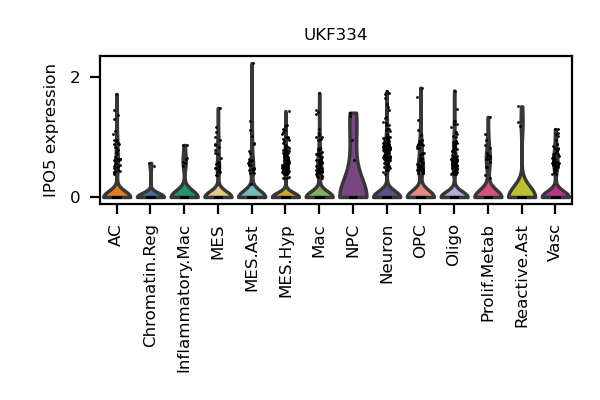 UKF334
IPO5 expression
2
0
AC
Chromatin.Reg
Inflammatory.Mac
MES
MES.Ast
MES.Hyp
Mac
NPC
Neuron
OPC
Oligo
Prolif.Metab
Reactive.Ast
Vasc